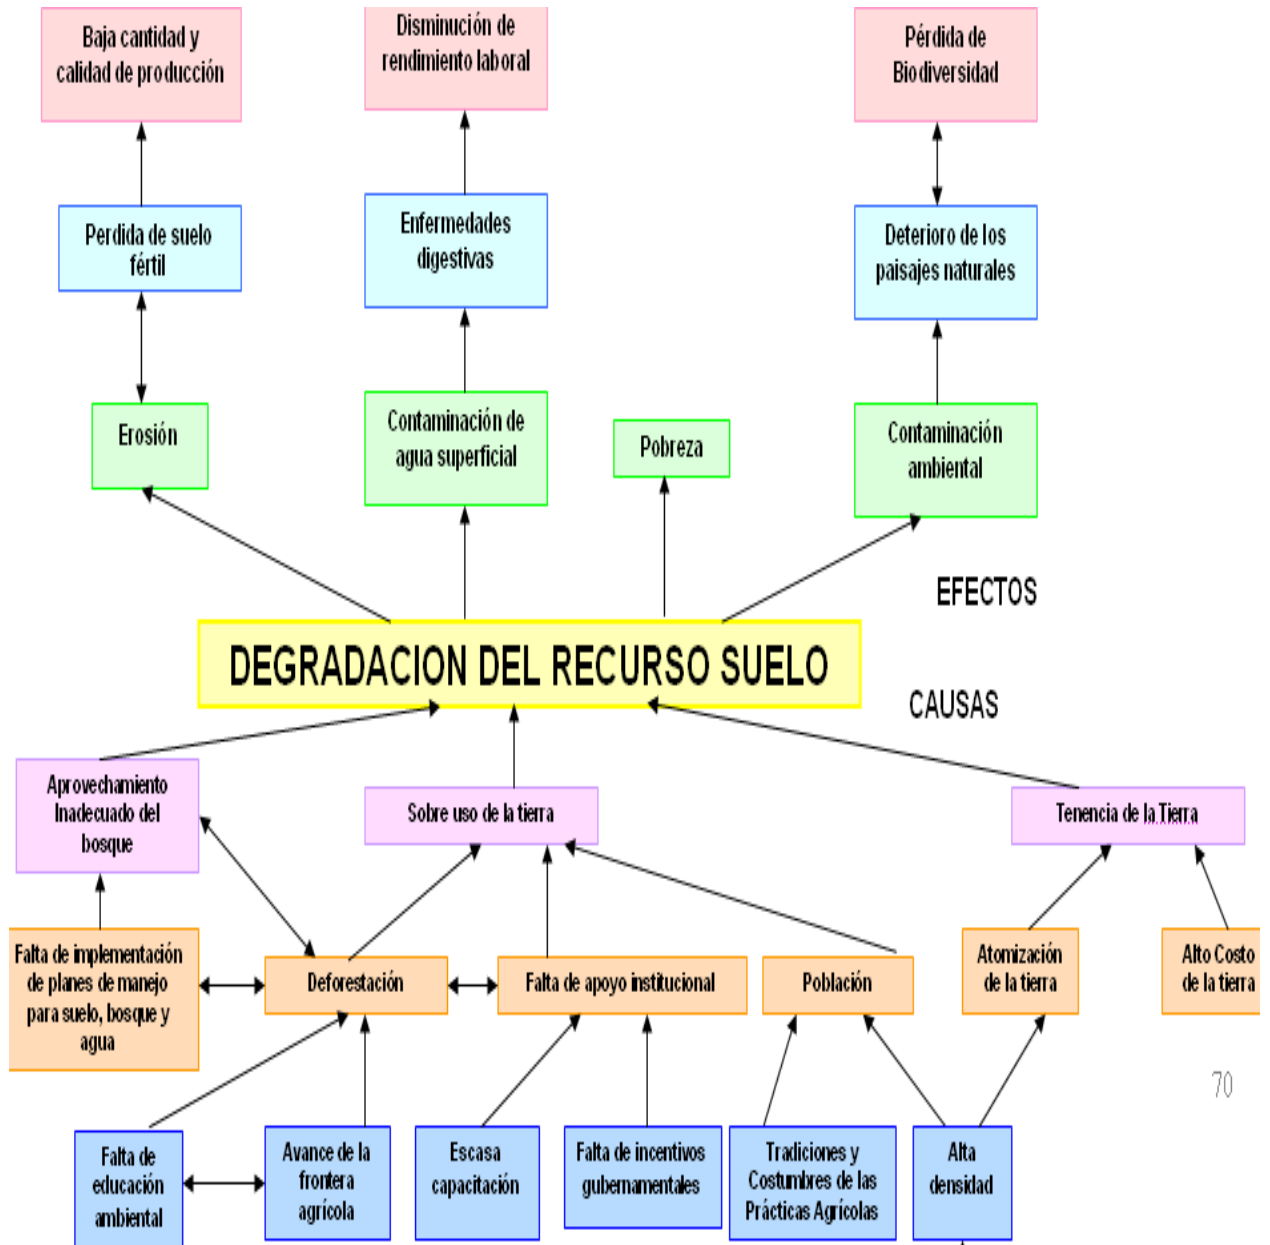 Baja cantidad y
calidad de producción
Disminución de
rendimiento laboral
Pérdida de
Biodiversidad
Perdida de suelo
fértil
Enfermedades
digestivas
Deterioro de los
paisajes naturales
Erosión
Contaminación de
agua superficial
Pobreza
Contaminación
ambiental
EFECTOS
DEGRADACION DEL RECURSO SUELO
CAUSAS
Aprovechamiento
Inadecuado del
bosque
Sobre uso de la tierra
Tenencia de la Tierra
Falta de implementación
de planes de manejo
para suelo, bosque y
agua
Deforestación
Falta de apoyo institucional
Población
Atomización
de la tierra
Alto Costo
de la tierra
70
Falta de
educación
ambiental
Avance de la
frontera
agrícola
Escasa
capacitación
Falta de incentivos
gubernamentales
Tradiciones y
Costumbres de las
Prácticas Agrícolas
Alta
densidad